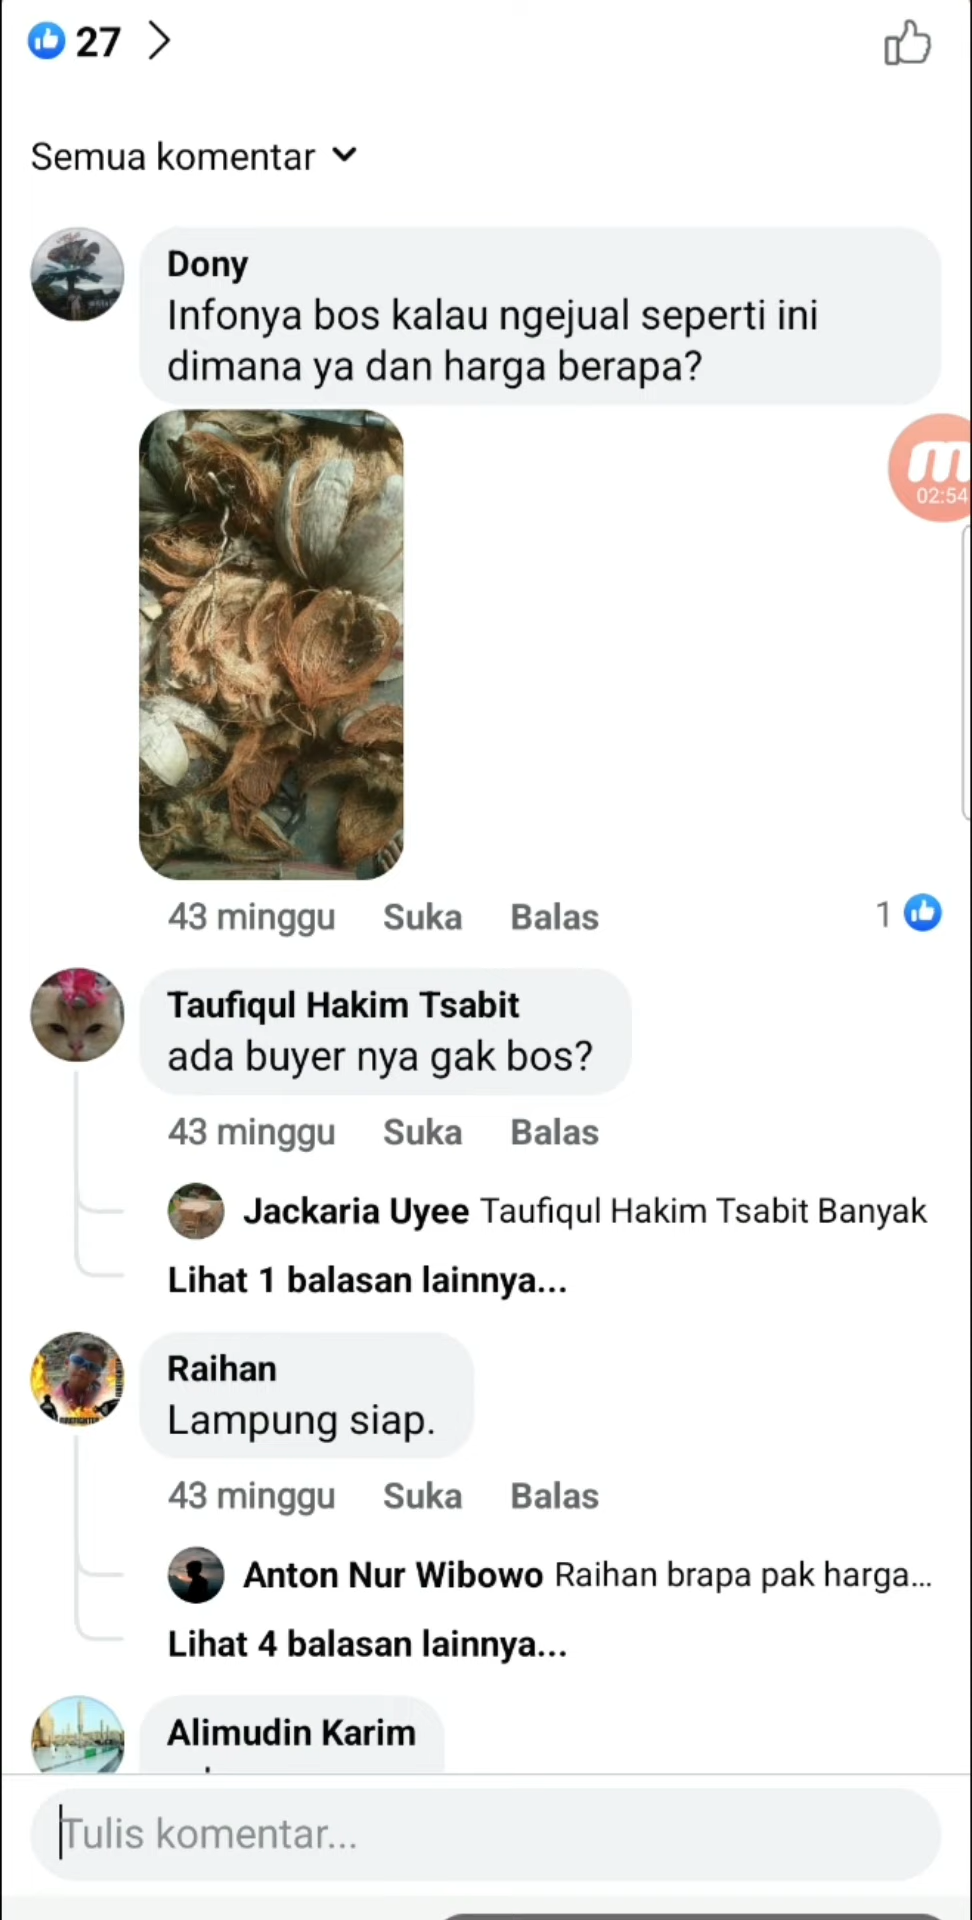 27
Semua komentar
Dony
Infonya bos kalau ngejual seperti ini
dimana ya dan harga berapa?
02:54
43 minggu Suka Balas 1
Taufiqul Hakim Tsabit
ada buyer nya gak bos?
43 minggu Suka Balas
Jackaria Uyee Taufiqul Hakim Tsabit Banyak
Lihat 1 balasan lainnya...
Raihan
Lampung siap.
43 minggu Suka Balas
Anton Nur Wibowo Raihan brapa pak harga...
Lihat 4 balasan lainnya...
Alimudin Karim
Tulis komentar...